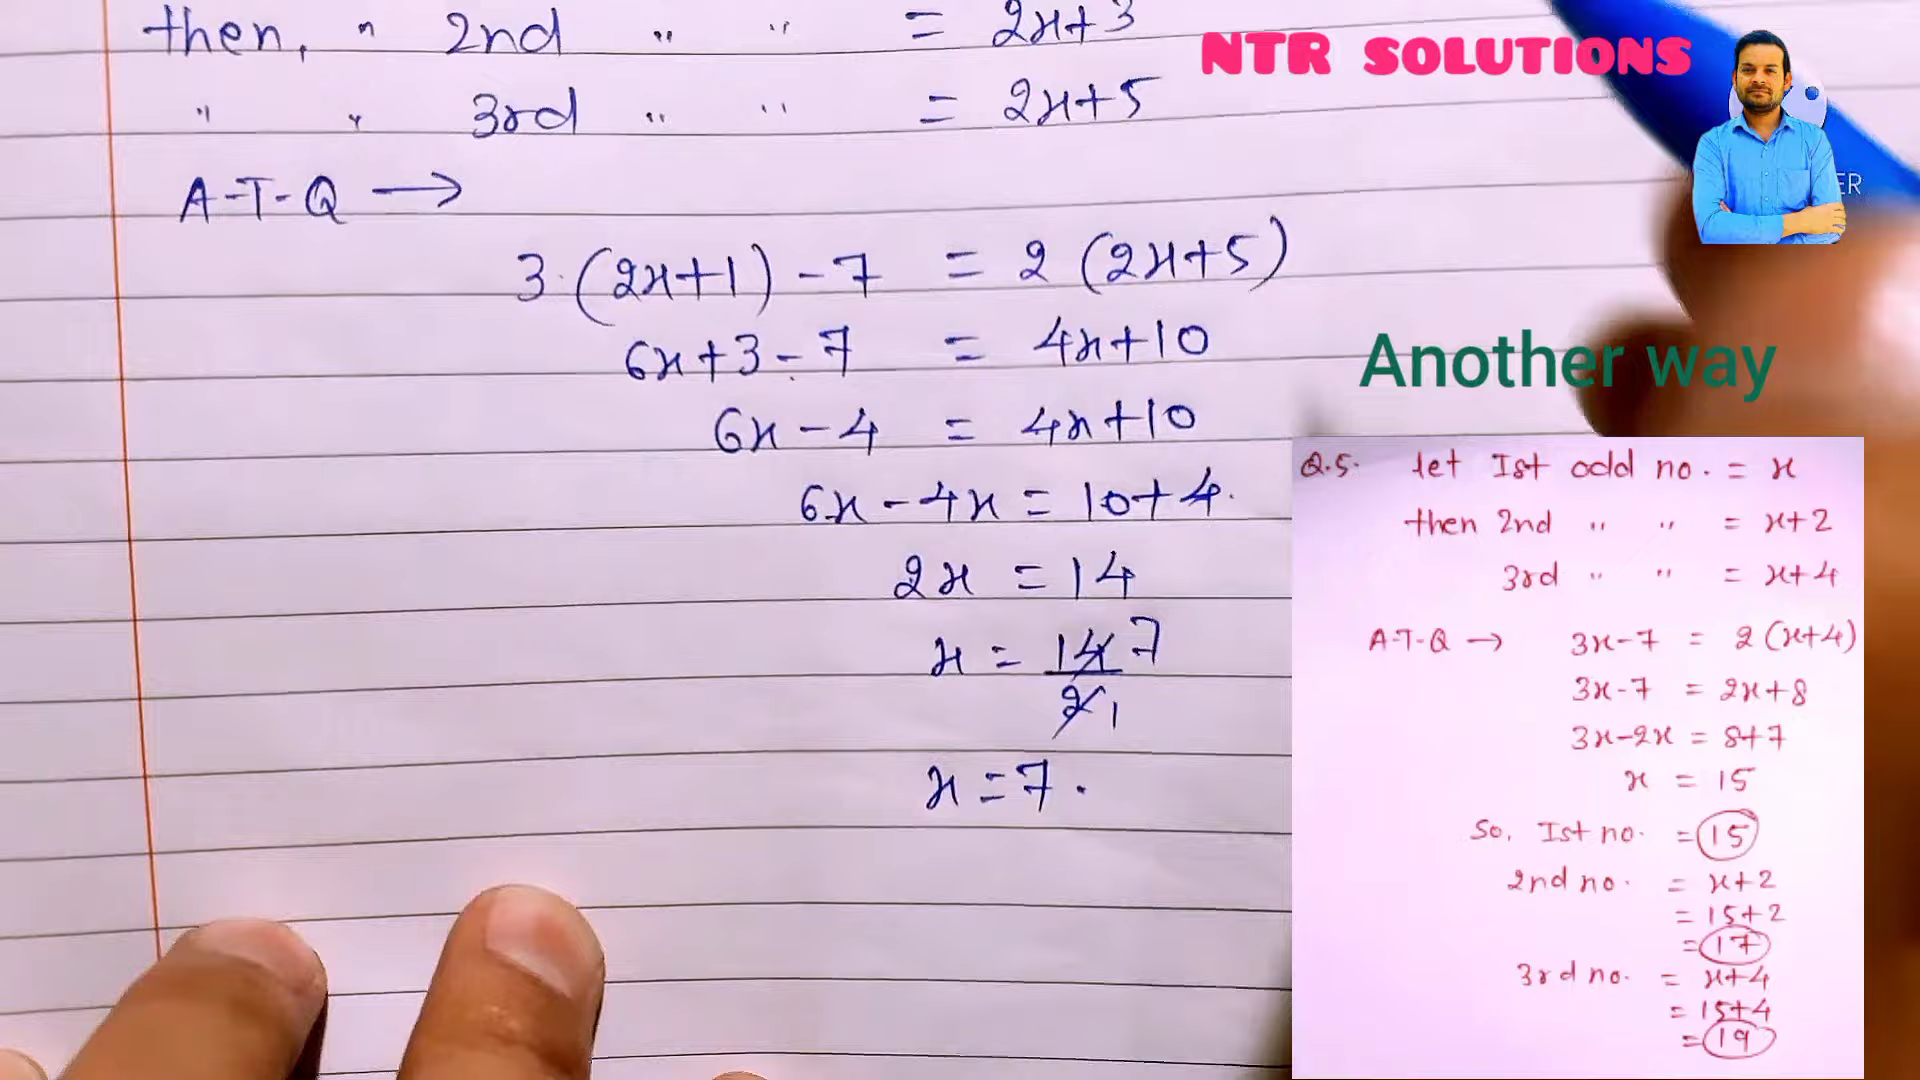 then, " 2nd " " = 2x+3
" " 3rd " " = 2x+5
A-T-Q →
3·(2x+1) -7 = 2 (2x+5)
6x+3-7 = 4x+10
6x-4 = 4x+10
6x-4x = 10+4.
2x = 14
x = 14 7
2 1
x = 7.
NTR SOLUTIONS
ER
Another way
Q.5. let Ist odd no. = x
then 2nd " " = x+2
3rd " " = x+4
A-T-Q → 3x-7 = 2 (x+4)
3x-7 = 2x+8
3x-2x = 8+7
x = 15
So, Ist no. = 15
2nd no. = x+2
= 15+2
= 17
3rd no. = x+4
= 15+4
= 19